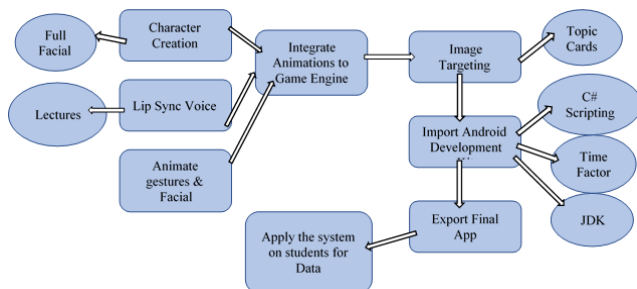 Full
Facial
Character
Creation
Integrate
Animations to
Game Engine
Image
Targeting
Topic
Cards
Lectures
Lip Sync Voice
C#
Scripting
Import Android
Development
Time
Factor
Animate
gestures &
Facial
JDK
Export Final
App
Apply the
system
on students for
Data